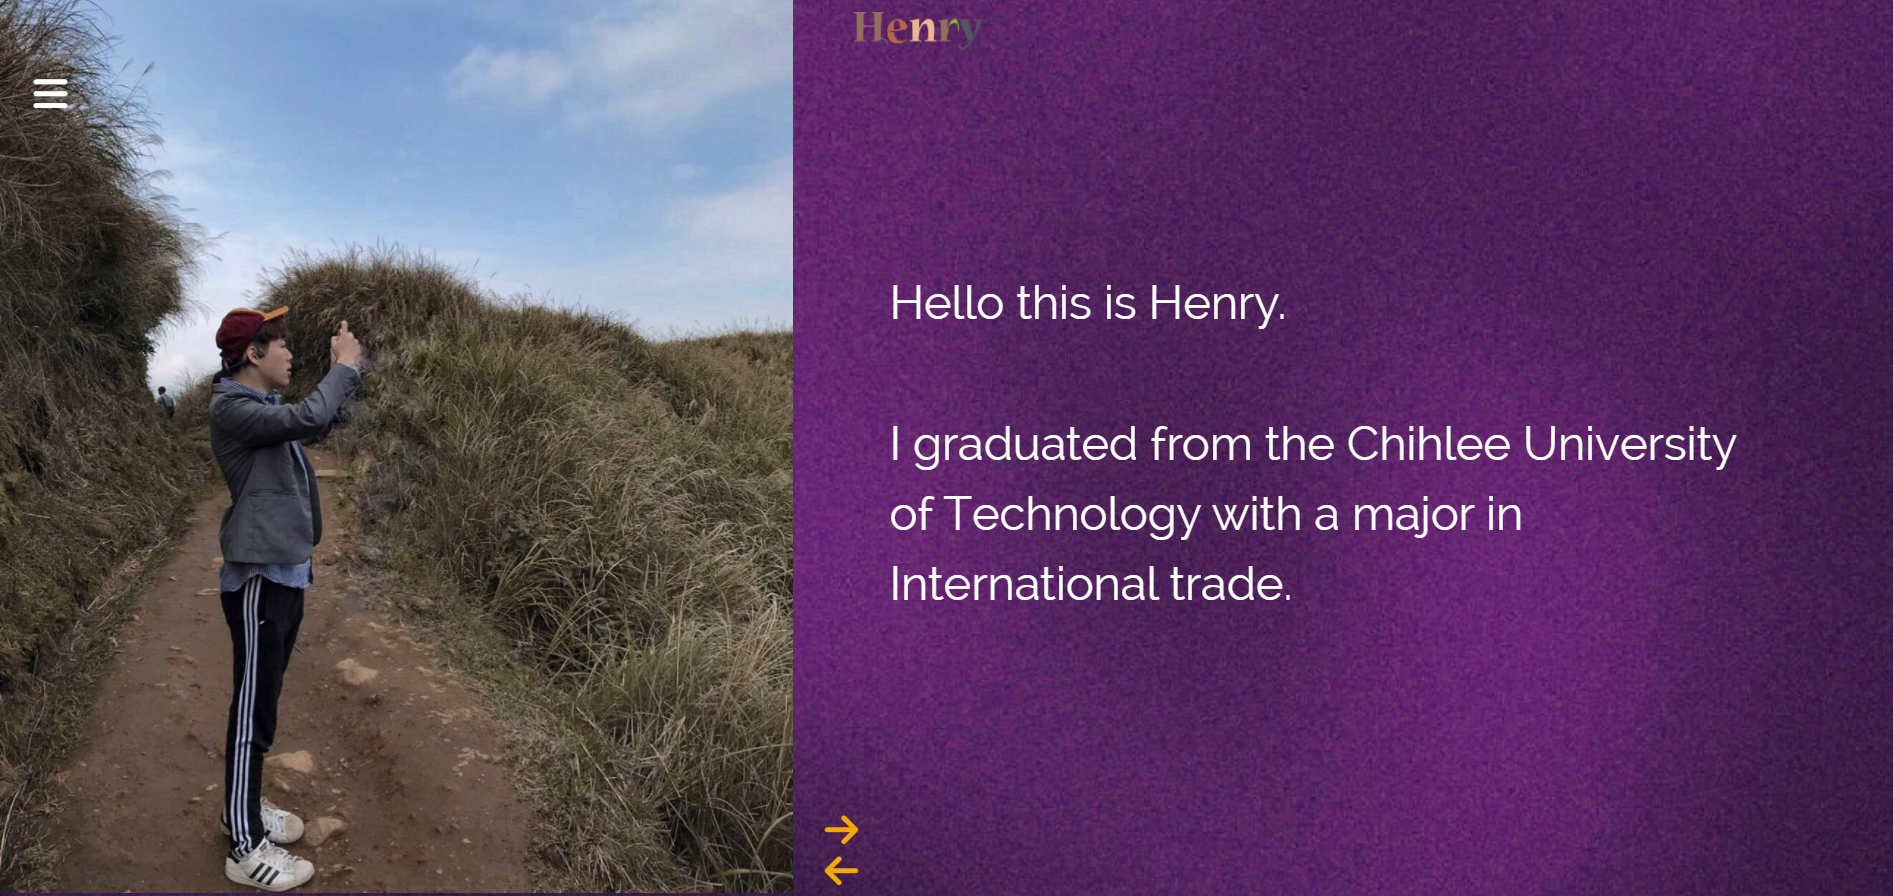 Henry
Hello this is Henry.
I graduated from the Chihlee University
of Technology with a major in
International trade.